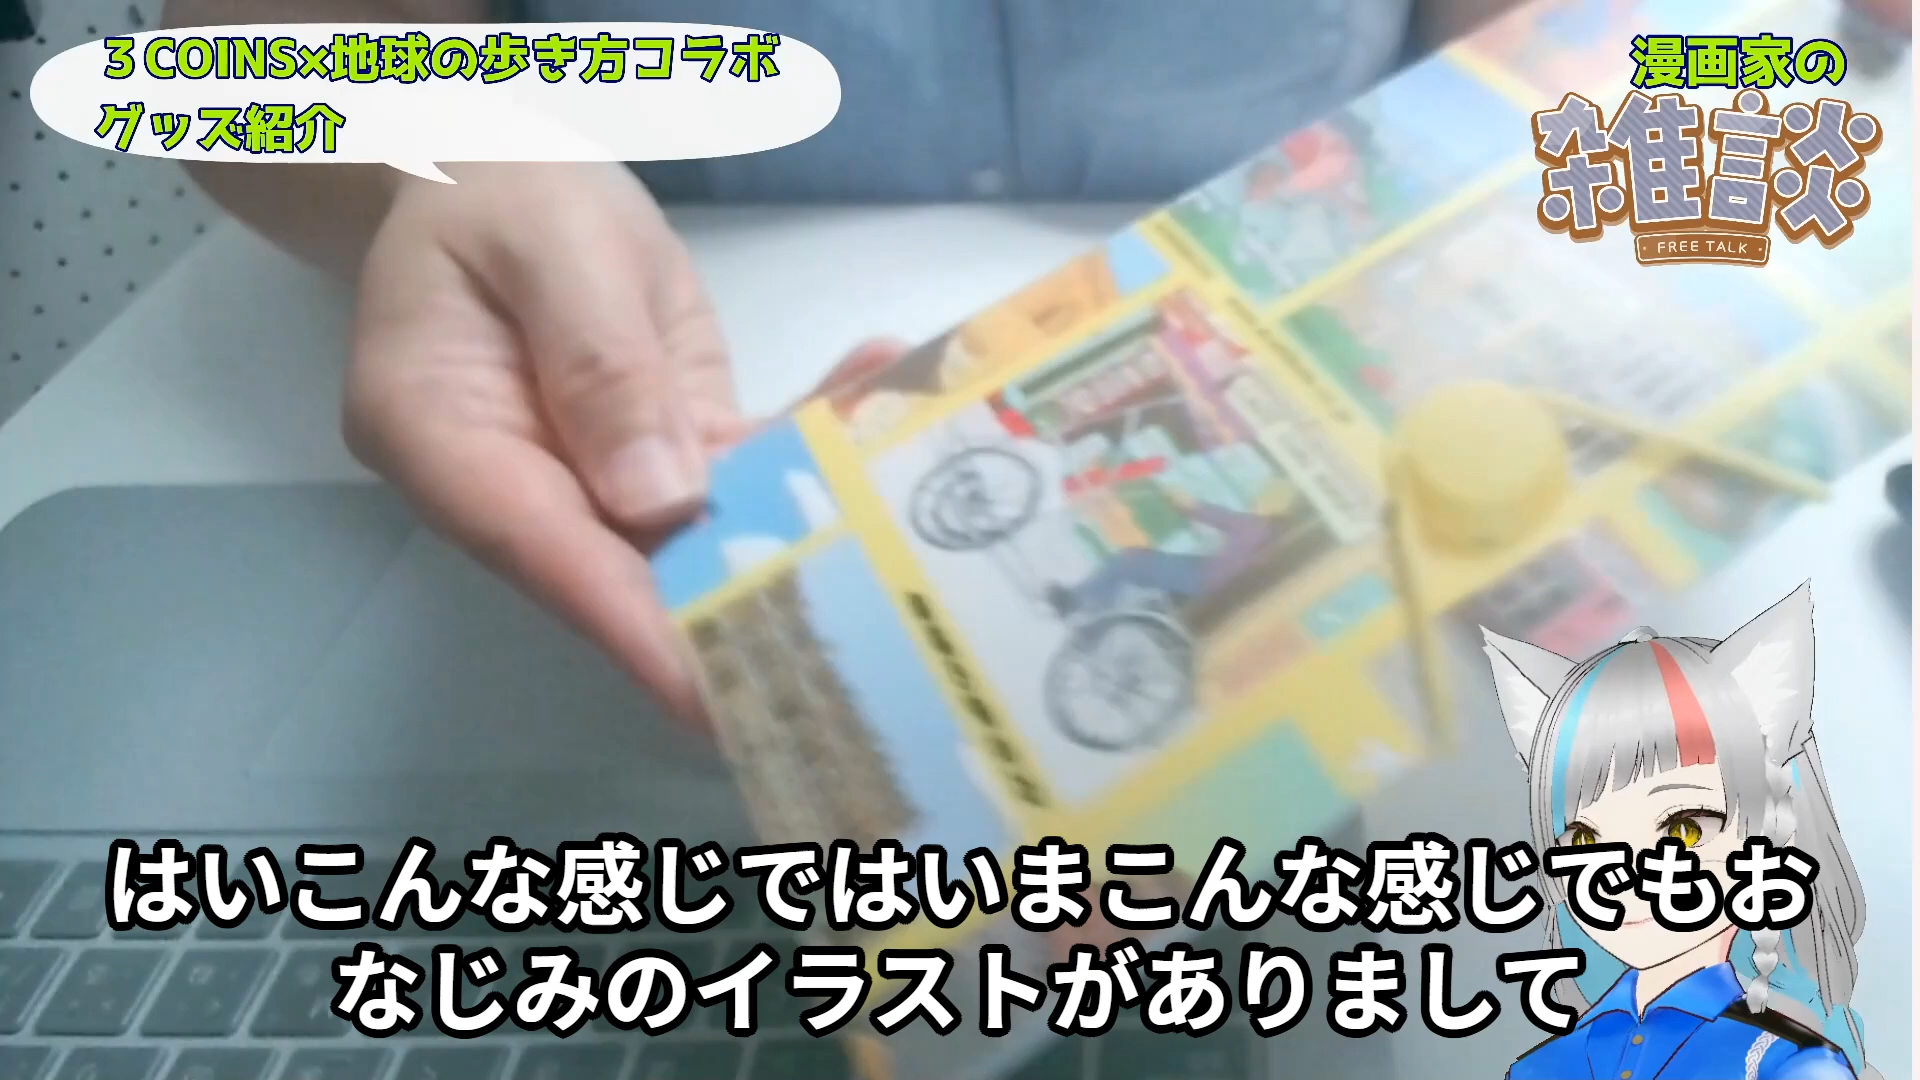 ３COINS×地球の歩き方コラボ
グッズ紹介
漫画家の
雑談
FREE TALK
はいこんな感じではいまこんな感じでもお
なじみのイラストがありまして